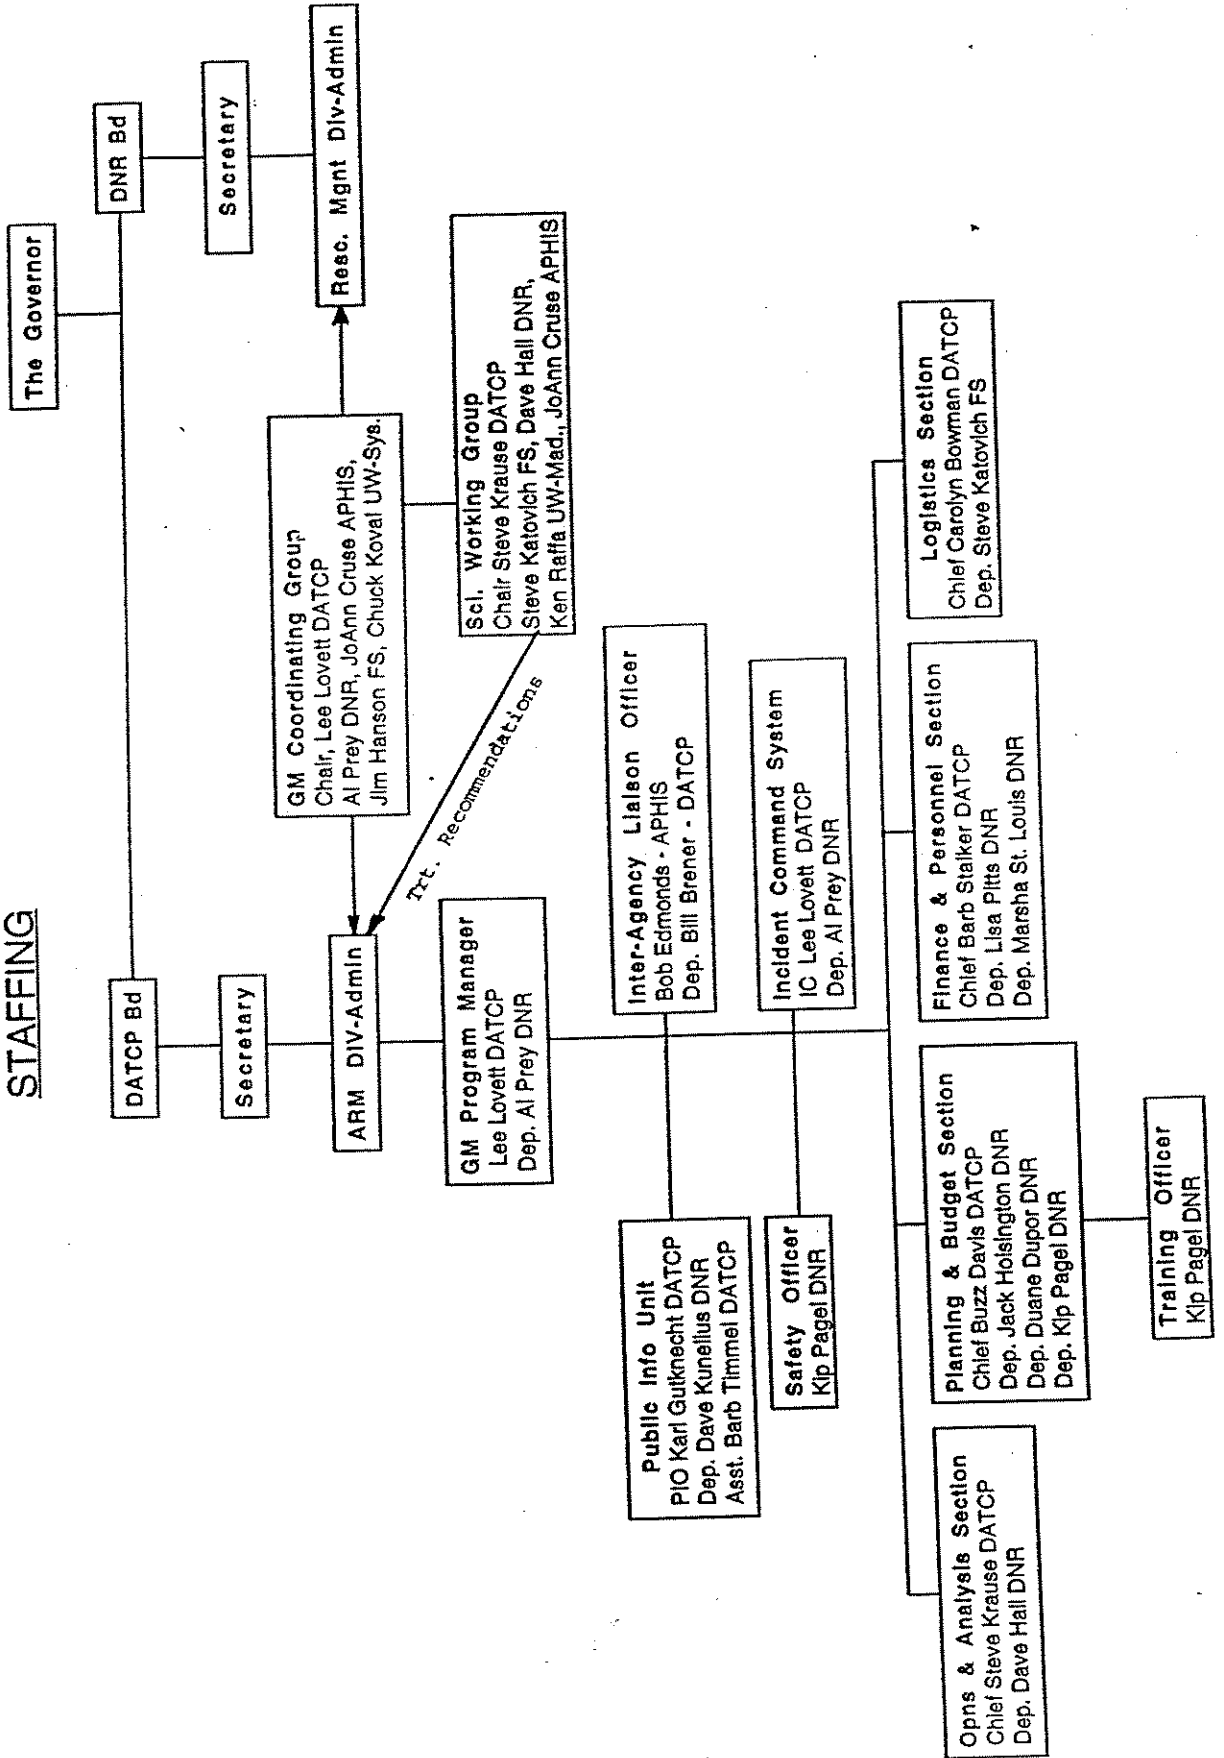 STAFFING
The Governor
DATCP Bd
DNR Bd
Secretary
Secretary
ARM DIV-Admin
Resc. Mgnt Div-Admin
GM Coordinating Group
Chair, Lee Lovett DATCP
Al Prey DNR, JoAnn Cruse APHIS,
Jim Hanson FS, Chuck Koval UW-Sys.
Sci. Working Group
Chair Steve Krause DATCP
Steve Katovich FS, Dave Hall DNR,
Ken Raffa UW-Mad., JoAnn Cruse APHIS
Trt. Recommendations
GM Program Manager
Lee Lovett DATCP
Dep. Al Prey DNR
Public Info Unit
PIO Karl Gutknecht DATCP
Dep. Dave Kunelius DNR
Asst. Barb Timmel DATCP
Inter-Agency Liaison Officer
Bob Edmonds - APHIS
Dep. Bill Brener - DATCP
Safety Officer
Kip Pagel DNR
Incident Command System
IC Lee Lovett DATCP
Dep. Al Prey DNR
Opns & Analysis Section
Chief Steve Krause DATCP
Dep. Dave Hall DNR
Planning & Budget Section
Chief Buzz Davis DATCP
Dep. Jack Holsington DNR
Dep. Duane Dupor DNR
Dep. Kip Pagel DNR
Finance & Personnel Section
Chief Barb Stalker DATCP
Dep. Lisa Pitts DNR
Dep. Marsha St. Louis DNR
Logistics Section
Chief Carolyn Bowman DATCP
Dep. Steve Katovich FS
Training Officer
Kip Pagel DNR